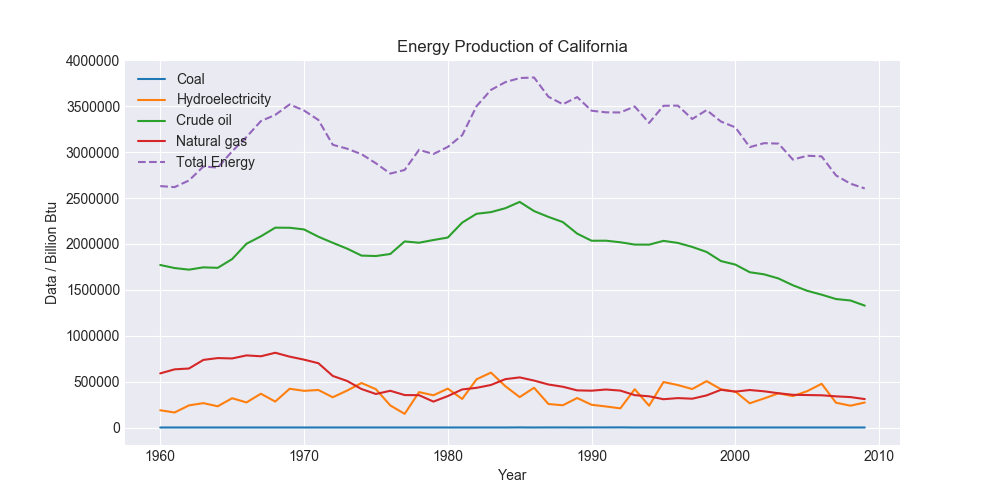 Energy Production of California
4000000
3500000
3000000
2500000
2000000
1500000
1000000
500000
0
Data / Billion Btu
Coal
Hydroelectricity
Crude oil
Natural gas
Total Energy
1960 1970 1980 1990 2000 2010
Year